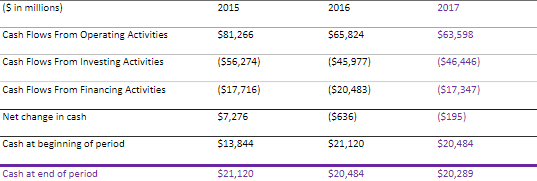 ($ in millions) 2015 2016 2017
Cash Flows From Operating Activities $81,266 $65,824 $63,598
Cash Flows From Investing Activities ($56,274) ($45,977) ($46,446)
Cash Flows From Financing Activities ($17,716) ($20,483) ($17,347)
Net change in cash $7,276 ($636) ($195)
Cash at beginning of period $13,844 $21,120 $20,484
Cash at end of period $21,120 $20,484 $20,289